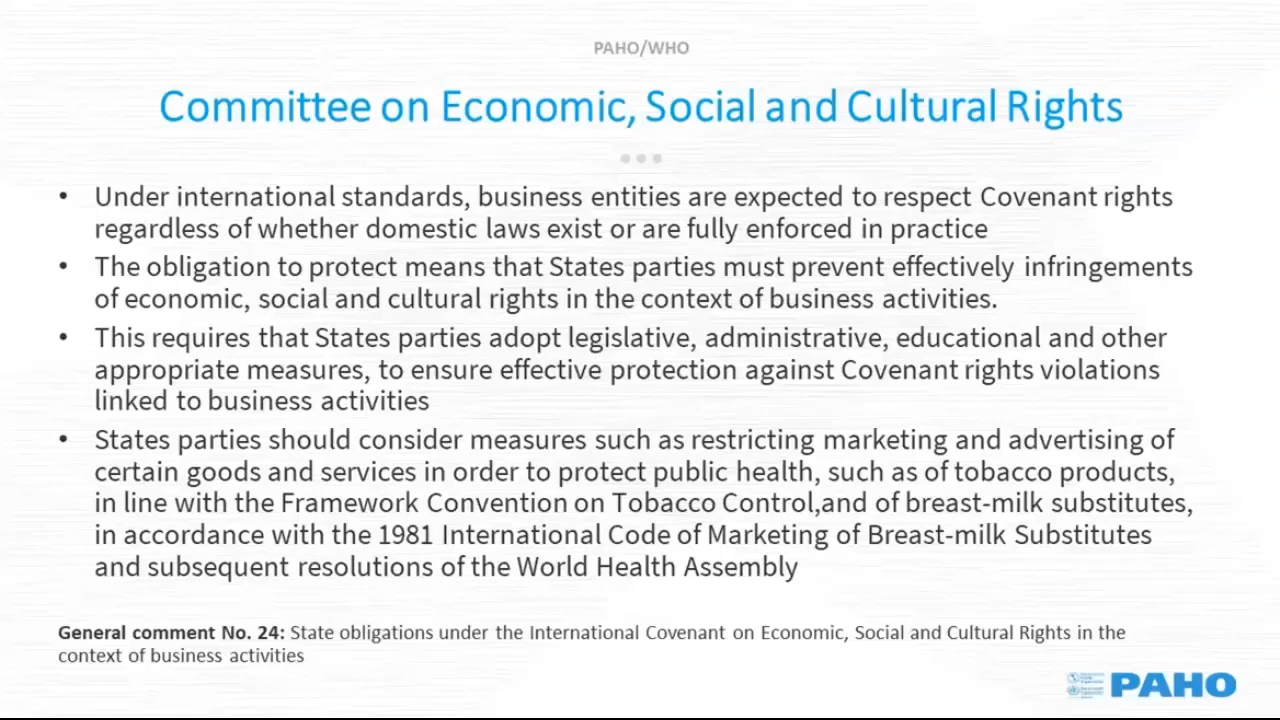 PAHO/WHO
Committee on Economic, Social and Cultural Rights
• Under international standards, business entities are expected to respect Covenant rights
regardless of whether domestic laws exist or are fully enforced in practice
• The obligation to protect means that States parties must prevent effectively infringements
of economic, social and cultural rights in the context of business activities.
• This requires that States parties adopt legislative, administrative, educational and other
appropriate measures, to ensure effective protection against Covenant rights violations
linked to business activities
• States parties should consider measures such as restricting marketing and advertising of
certain goods and services in order to protect public health, such as of tobacco products,
in line with the Framework Convention on Tobacco Control,and of breast-milk substitutes,
in accordance with the 1981 International Code of Marketing of Breast-milk Substitutes
and subsequent resolutions of the World Health Assembly
General comment No. 24: State obligations under the International Covenant on Economic, Social and Cultural Rights in the
context of business activities
PAHO